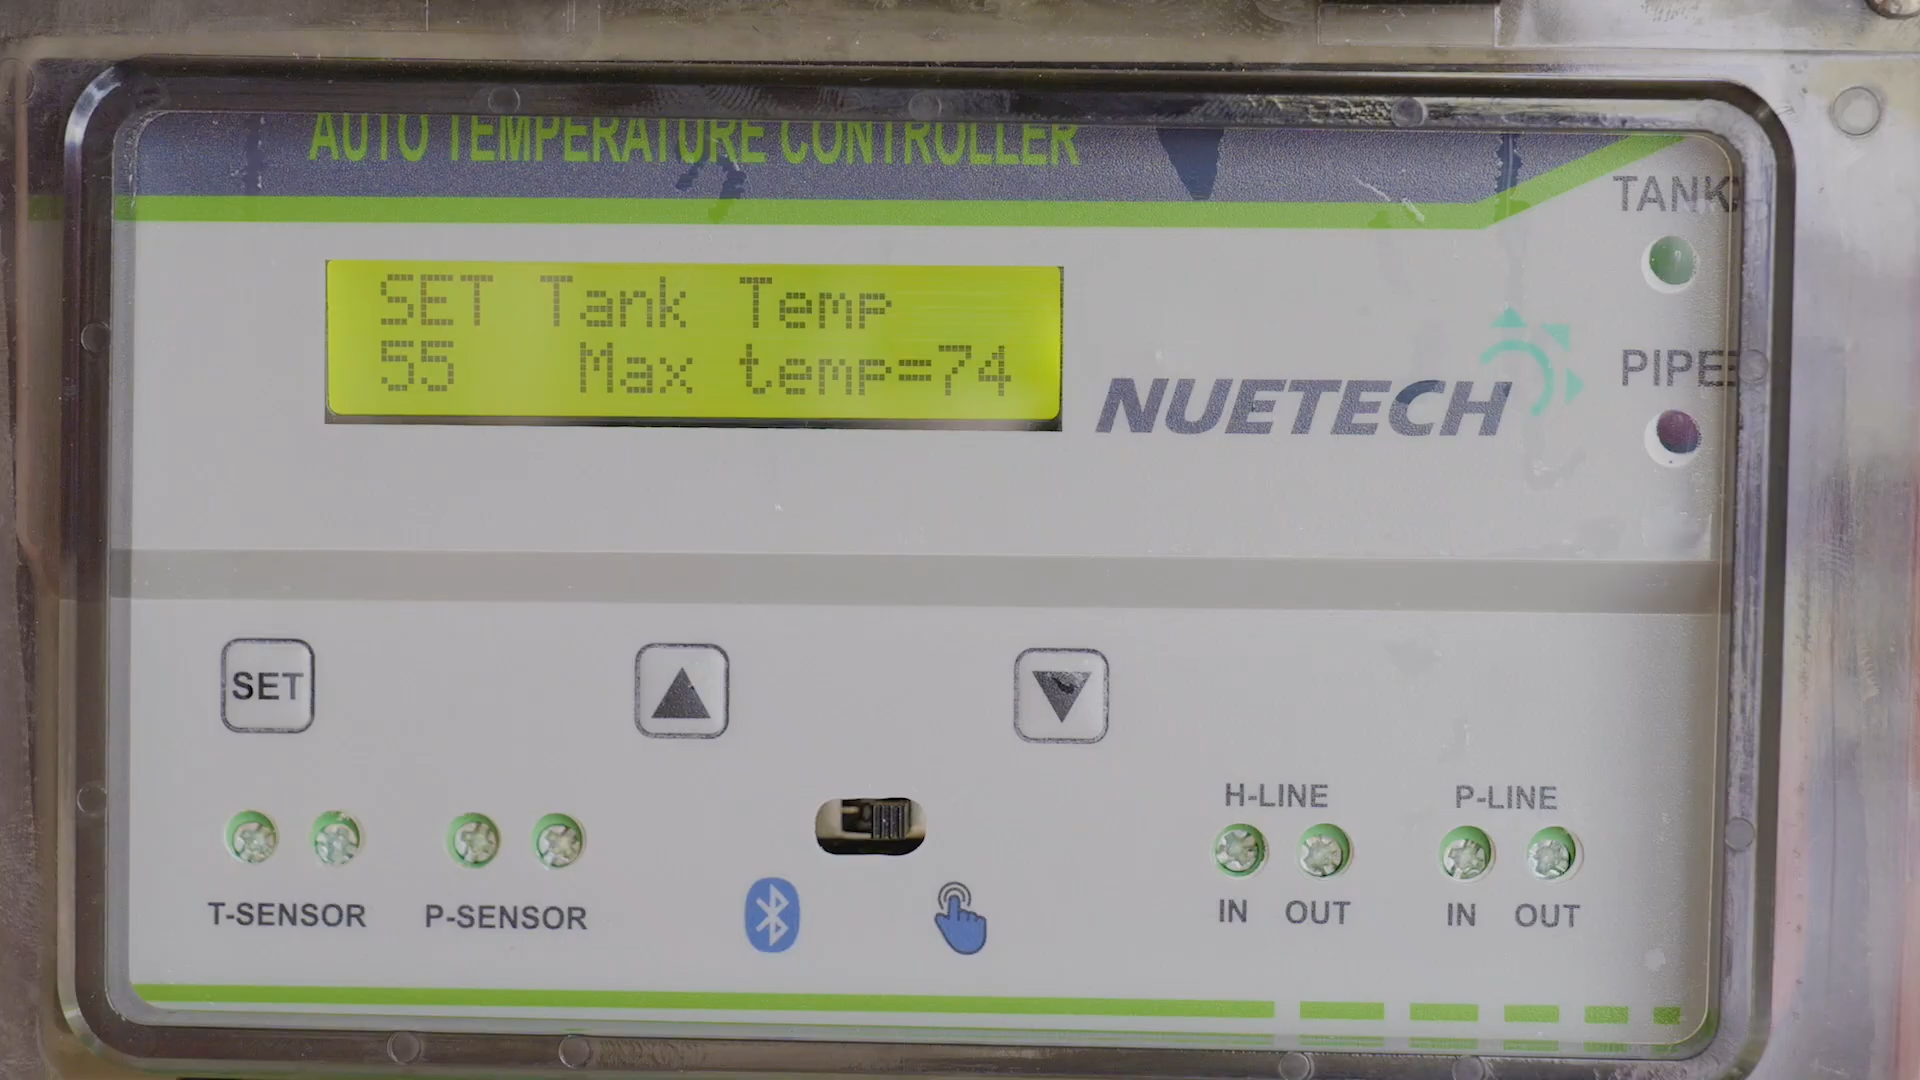 AUTO TEMPERATURE CONTROLLER
TANK
SET Tank Temp
55 Max temp=74
PIPE
NUETECH
SET
H-LINE P-LINE
T-SENSOR P-SENSOR
IN OUT IN OUT